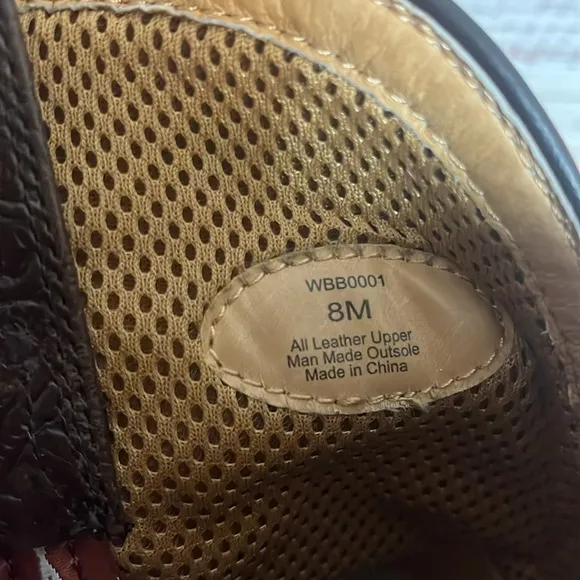 WBB0001
8M
All Leather Upper
Man Made Outsole
Made in China